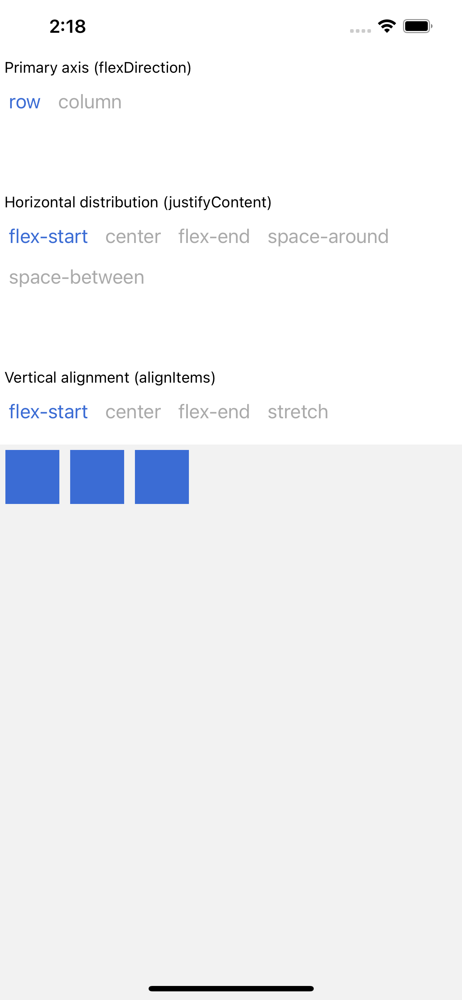 2:18
Primary axis (flexDirection)
row column
Horizontal distribution (justifyContent)
flex-start center flex-end space-around
space-between
Vertical alignment (alignItems)
flex-start center flex-end stretch